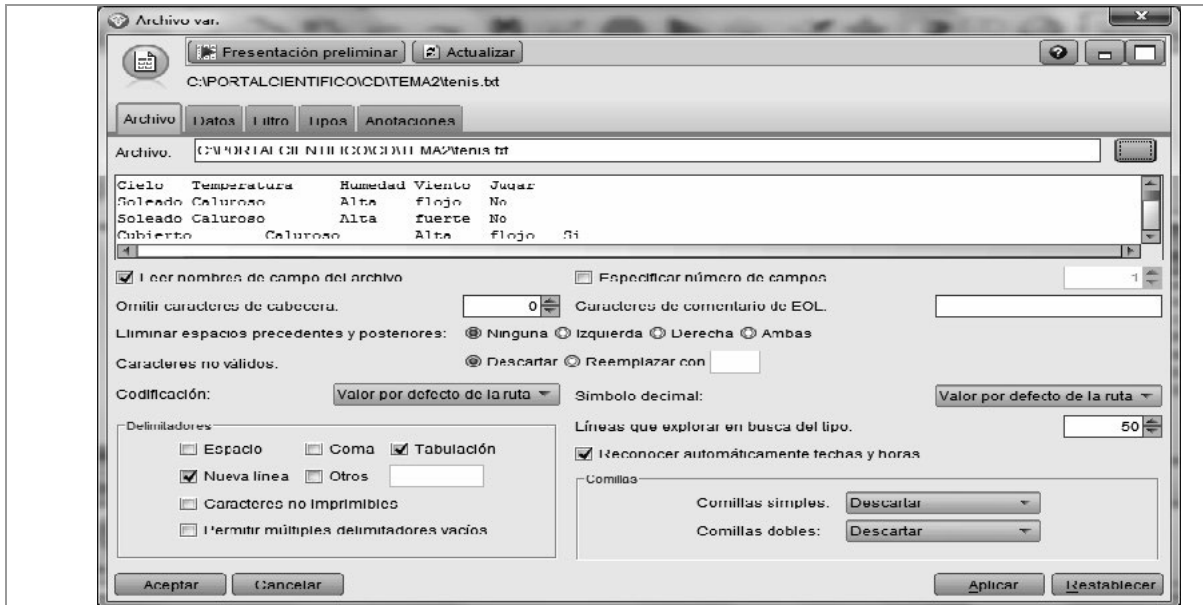 Archivo var.
Presentación preliminar Actualizar
C:\PORTALCIENTIFICO\CD\TEMA2\tenis.txt
Archivo Datos Filtro Tipos Anotaciones
Archivo: C:\PORTALCIENTIFICO\CD\TEMA2\tenis.txt
Cielo Temperatura Humedad Viento Jugar
Soleado Caluroso Alta flojo No
Soleado Caluroso Alta fuerte No
Cubierto Caluroso Alta flojo Si
Leer nombres de campo del archivo Especificar número de campos 1
Omitir caracteres de cabecera: 0 Caracteres de comentario de EOL:
Eliminar espacios precedentes y posteriores: Ninguna Izquierda Derecha Ambas
Caracteres no válidos: Descartar Reemplazar con
Codificación: Valor por defecto de la ruta Símbolo decimal: Valor por defecto de la ruta
Delimitadores Líneas que explorar en busca del tipo: 50
Espacio Coma Tabulación Reconocer automáticamente fechas y horas
Nueva línea Otros Comillas
Caracteres no imprimibles Comillas simples: Descartar
Permitir múltiples delimitadores vacíos Comillas dobles: Descartar
Aceptar Cancelar Aplicar Restablecer